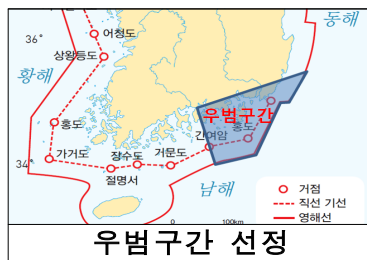 동해
36°
어청도
상왕등도
황해
우범구간
홍도
간여암
홍도
가거도
장수도
거문도
34°
절명서
남해
거점
직선 기선
영해선
0
100km
우범구간 선정